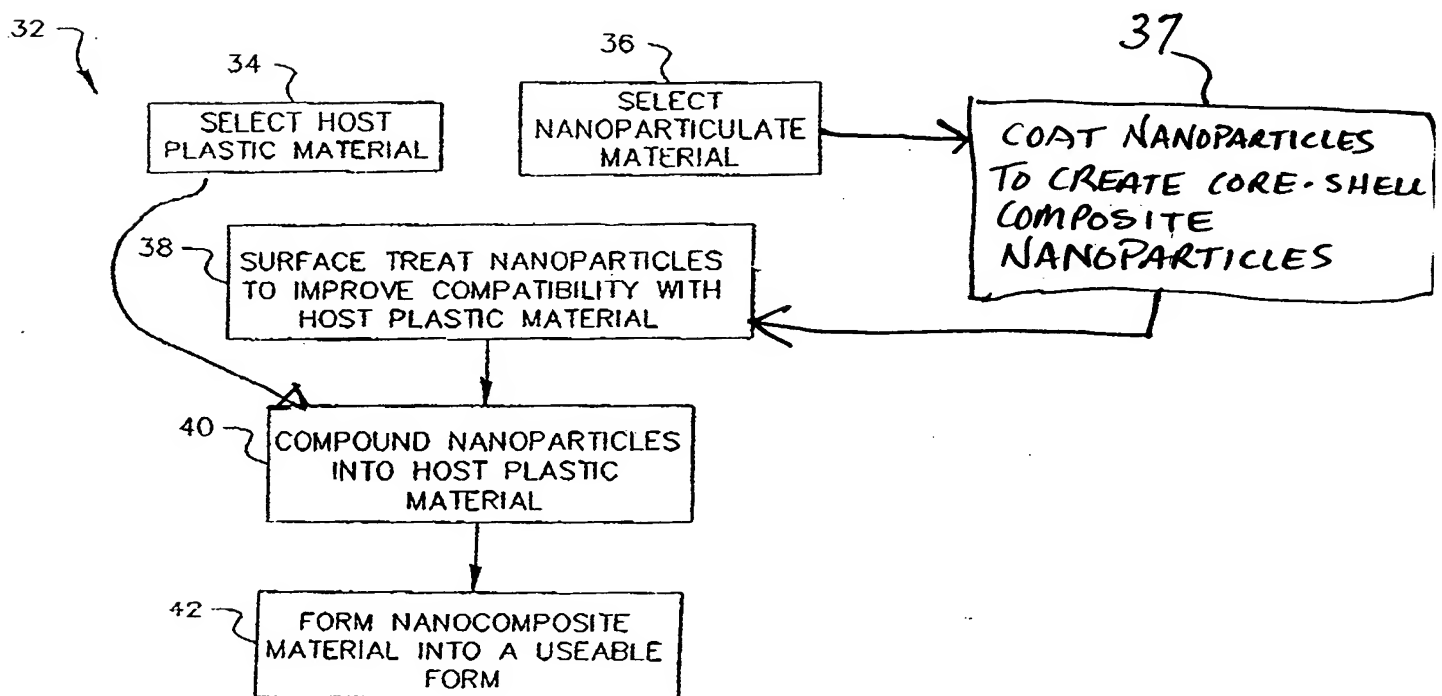 32
34
SELECT HOST
PLASTIC MATERIAL
36
SELECT
NANOPARTICULATE
MATERIAL
37
COAT NANOPARTICLES
TO CREATE CORE-SHELL
COMPOSITE
NANOPARTICLES
38
SURFACE TREAT NANOPARTICLES
TO IMPROVE COMPATIBILITY WITH
HOST PLASTIC MATERIAL
40
COMPOUND NANOPARTICLES
INTO HOST PLASTIC
MATERIAL
42
FORM NANOCOMPOSITE
MATERIAL INTO A USEABLE
FORM